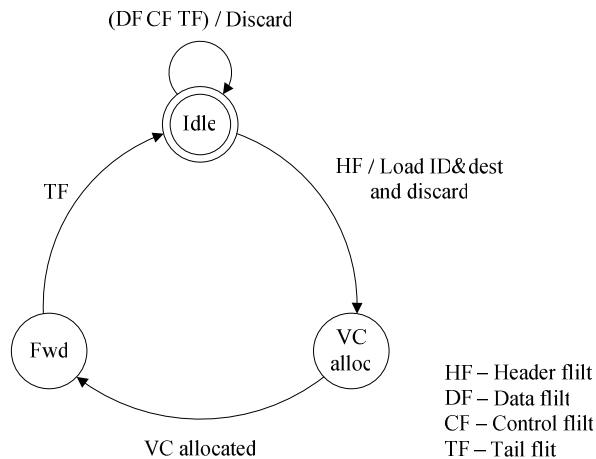 (DF CF TF) / Discard
Idle
HF / Load ID&dest
and discard
TF
Fwd
VC
alloc
VC allocated
HF – Header flilt
DF – Data flilt
CF – Control flilt
TF – Tail flit